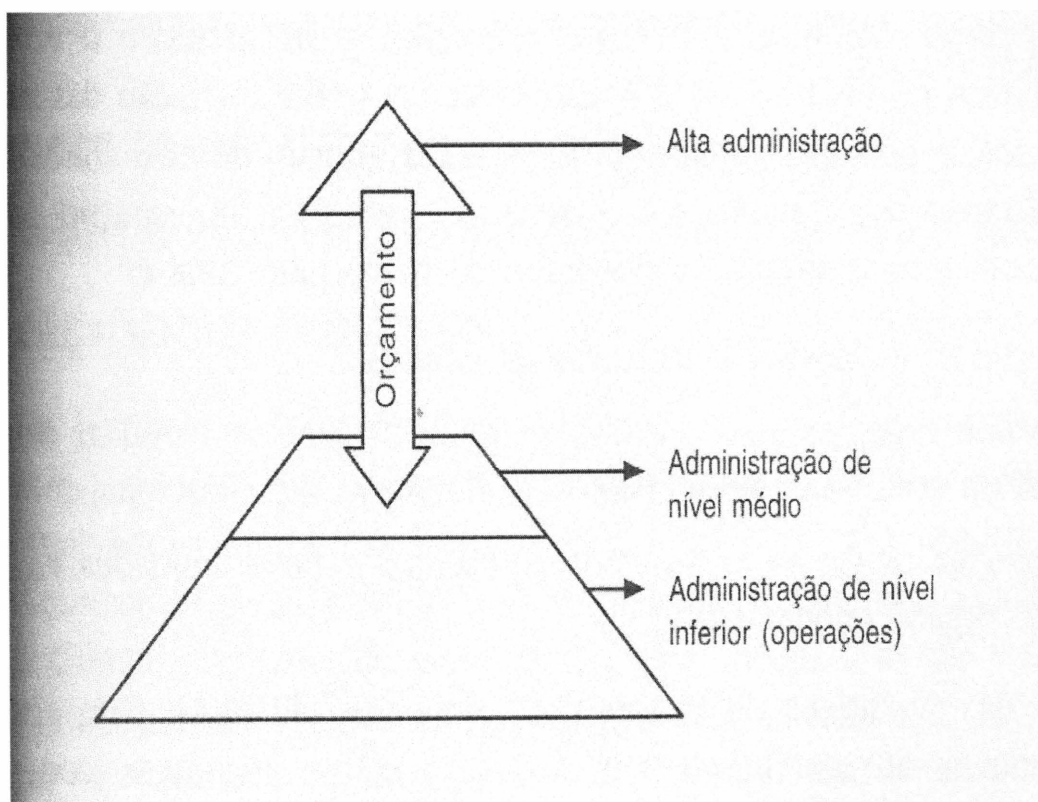 Alta administração
Orçamento
Administração de
nível médio
Administração de nível
inferior (operações)